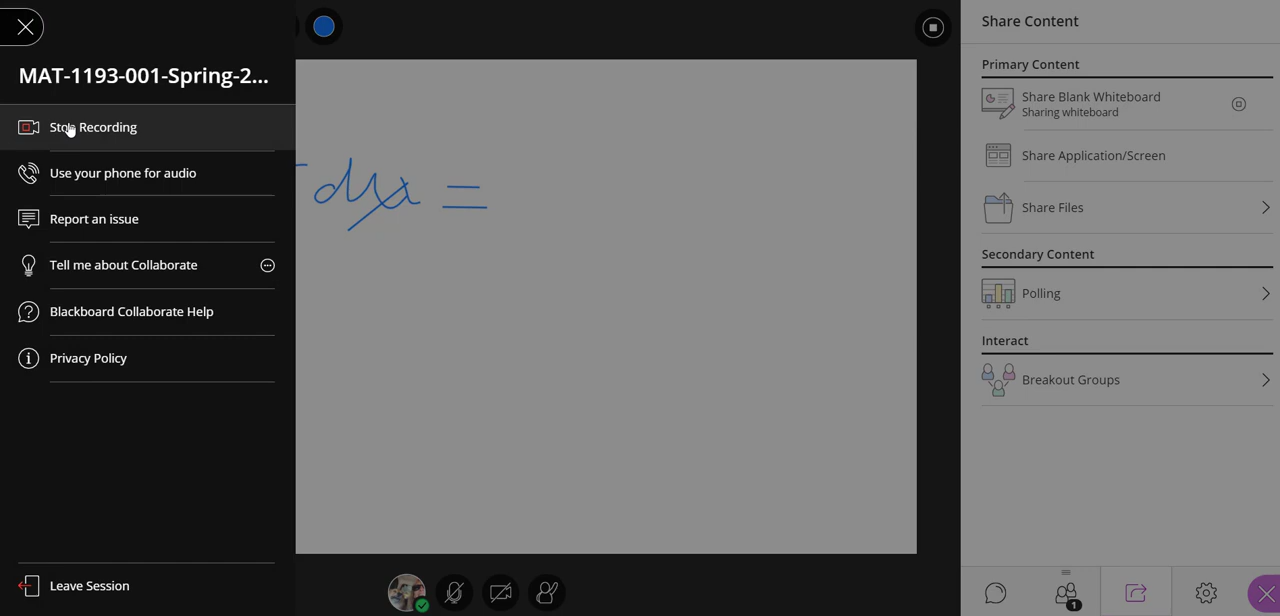 MAT-1193-001-Spring-2...
Stop Recording
Use your phone for audio
Report an issue
Tell me about Collaborate
Blackboard Collaborate Help
Privacy Policy
Leave Session
dx =
Share Content
Primary Content
Share Blank Whiteboard
Sharing whiteboard
Share Application/Screen
Share Files
Secondary Content
Polling
Interact
Breakout Groups
1